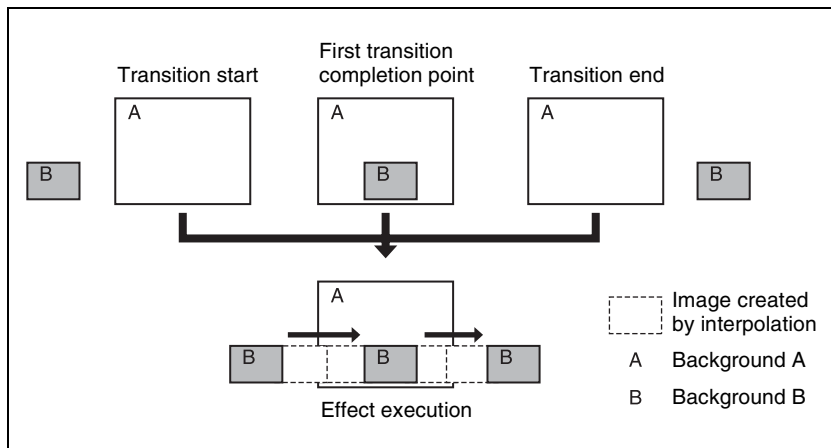 Transition start
First transition
completion point
Transition end
A
A
A
B
B
B
A
B
B
B
Effect execution
Image created
by interpolation
A Background A
B Background B